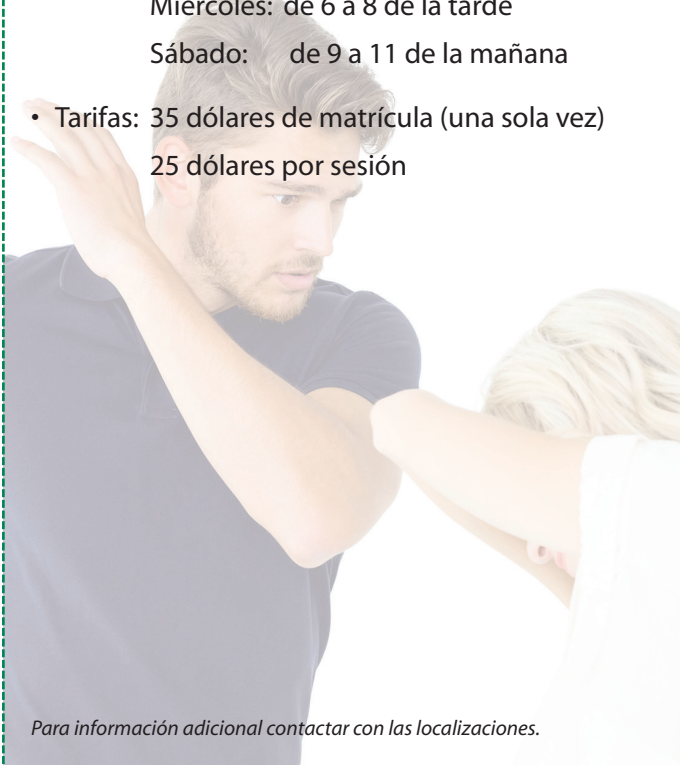 Miércoles: de 6 a 8 de la tarde
Sábado: de 9 a 11 de la mañana
• Tarifas: 35 dólares de matrícula (una sola vez)
25 dólares por sesión
Para información adicional contactar con las localizaciones.